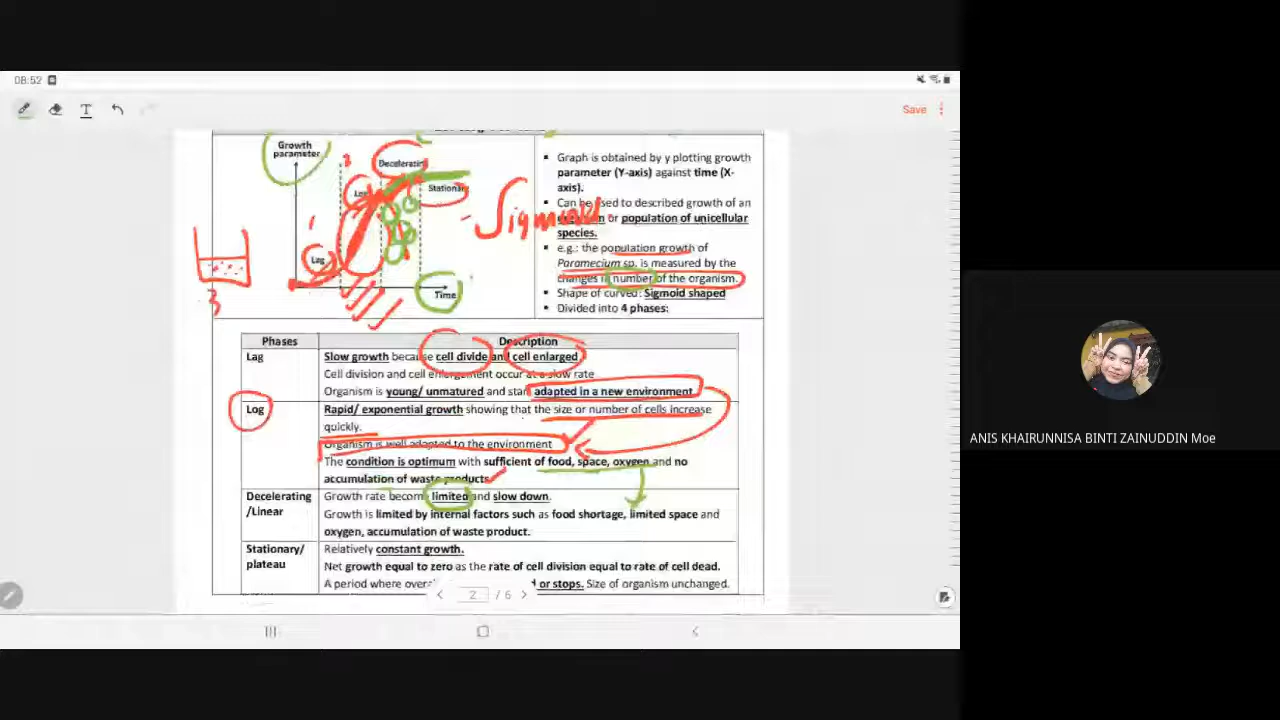 08:52
T
Save
Growth
parameter
Decelerating
Log
Stationary
Lag
Time
Sigmoid
3
▪ Graph is obtained by y plotting growth
parameter (Y-axis) against time (X-
axis).
▪ Can be used to described growth of an
or population of unicellular
species.
▪ e.g.: the population growth of
Paramecium sp. is measured by the
changes in number of the organism.
▪ Shape of curved: Sigmoid shaped
▪ Divided into 4 phases:
Phases Description
Lag Slow growth because cell divide and cell enlarged.
Cell division and cell enlargement occur at a slow rate
Organism is young/ unmatured and start adapted in a new environment
Log Rapid/ exponential growth showing that the size or number of cells increase
quickly.
Organism is well adapted to the environment
The condition is optimum with sufficient of food, space, oxygen and no
accumulation of waste products
Decelerating Growth rate become limited and slow down.
/Linear Growth is limited by internal factors such as food shortage, limited space and
oxygen, accumulation of waste product.
Stationary/ Relatively constant growth.
plateau Net growth equal to zero as the rate of cell division equal to rate of cell dead.
A period where d or stops. Size of organism unchanged.
2 / 6
ANIS KHAIRUNNISA BINTI ZAINUDDIN Moe